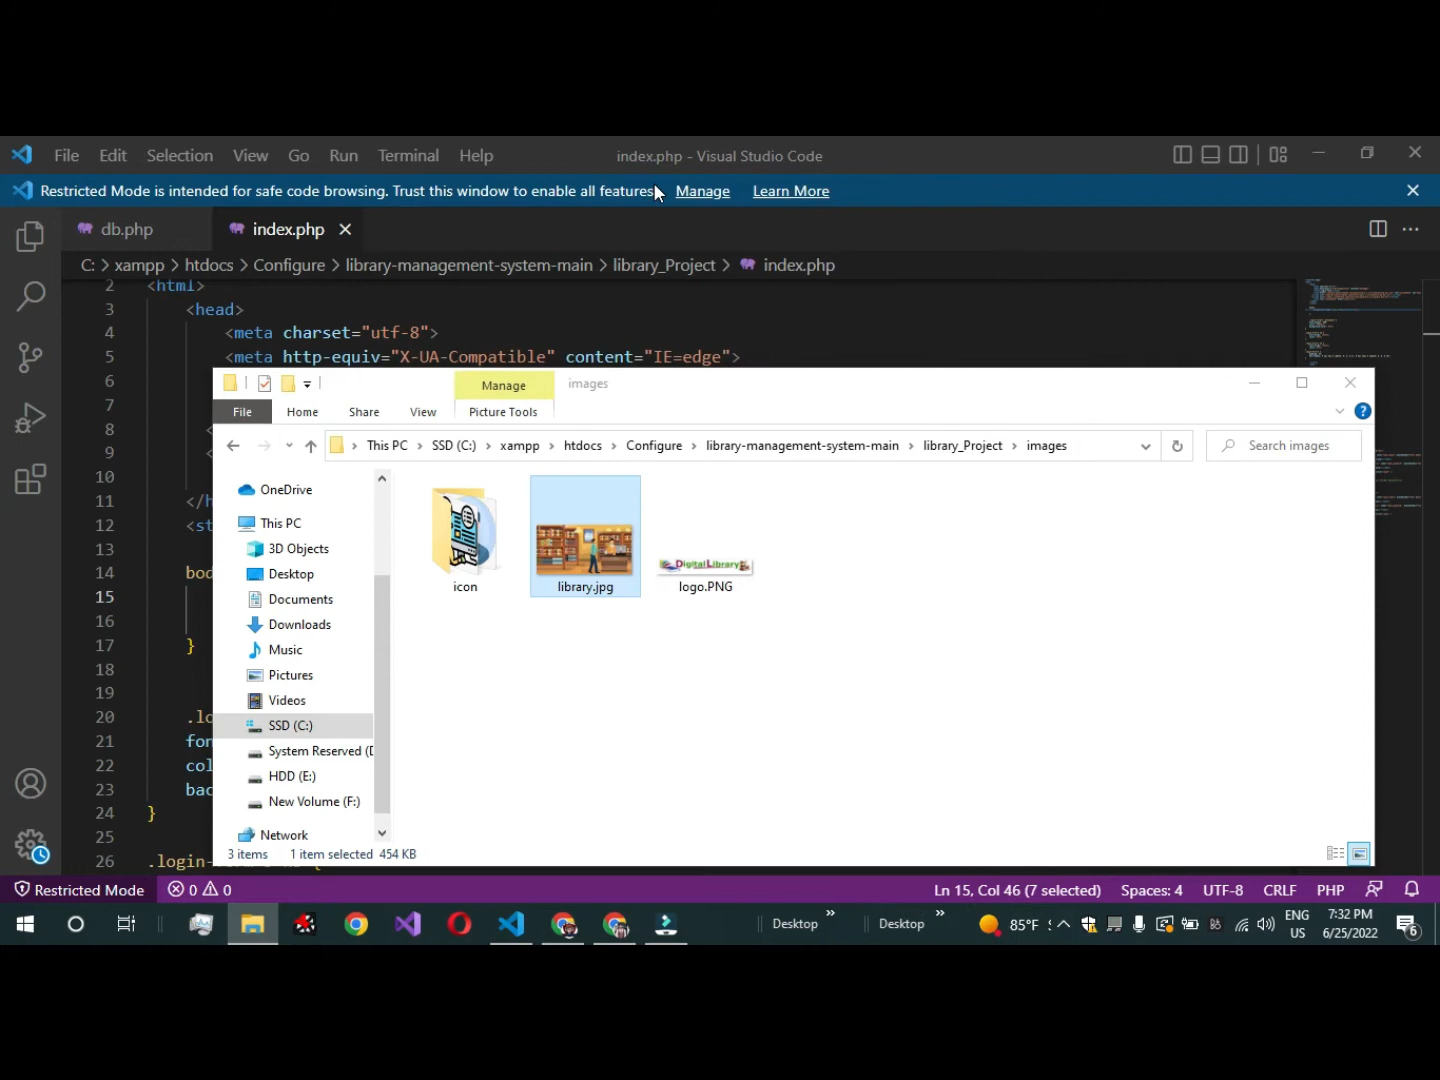 File Edit Selection View Go Run Terminal Help index.php - Visual Studio Code
Restricted Mode is intended for safe code browsing. Trust this window to enable all features. Manage Learn More
db.php index.php
C: > xampp > htdocs > Configure > library-management-system-main > library_Project > index.php
2 <html>
3 <head>
4 <meta charset="utf-8">
5 <meta http-equiv="X-UA-Compatible" content="IE=edge">
6
7
8 <
9 <
10
11 </h
12 <st
13
14 bod
15
16
17 }
18
19
20 .lo
21 fon
22 col
23 bac
24 }
25
26 .login-
Manage images
File Home Share View Picture Tools
This PC > SSD (C:) > xampp > htdocs > Configure > library-management-system-main > library_Project > images Search images
OneDrive
This PC
3D Objects
Desktop
Documents
Downloads
Music
Pictures
Videos
SSD (C:)
System Reserved (D
HDD (E:)
New Volume (F:)
Network
icon
library.jpg
DigitalLibrary
logo.PNG
3 items 1 item selected 454 KB
Restricted Mode 0 0 Ln 15, Col 46 (7 selected) Spaces: 4 UTF-8 CRLF PHP
Desktop » Desktop » 85°F ENG US 7:32 PM 6/25/2022 6